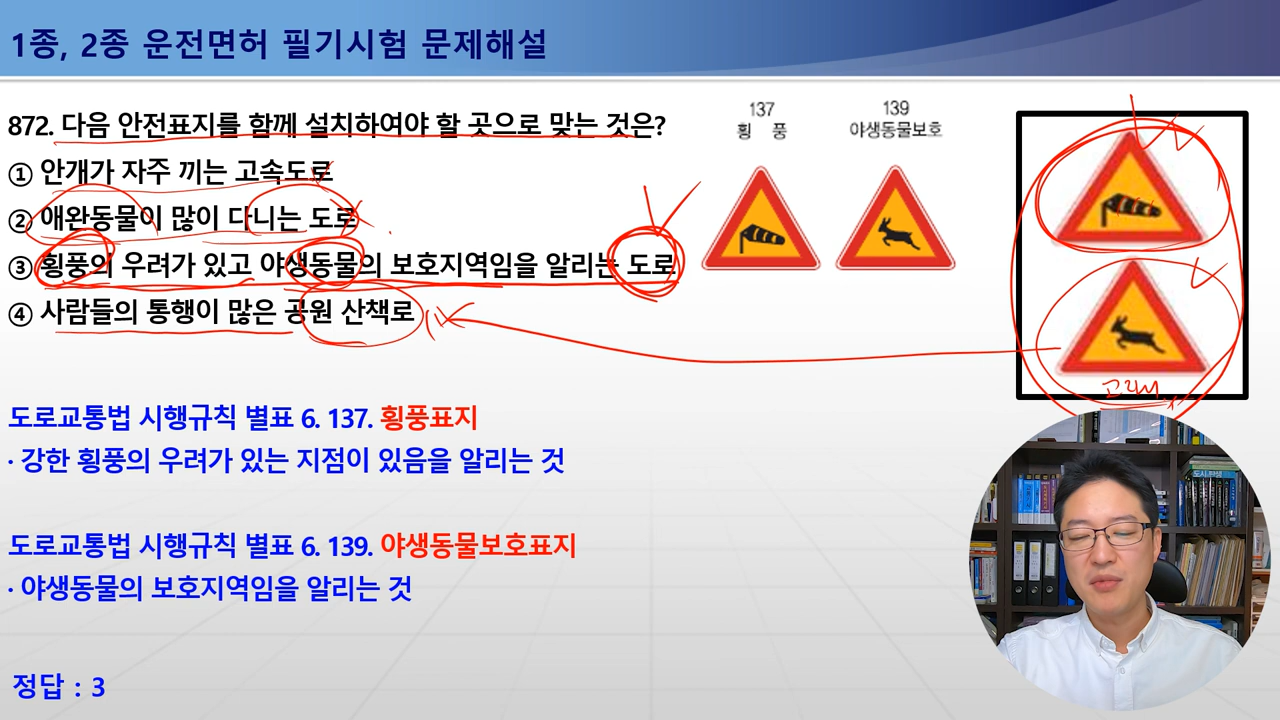 1종, 2종 운전면허 필기시험 문제해설
872. 다음 안전표지를 함께 설치하여야 할 곳으로 맞는 것은?
① 안개가 자주 끼는 고속도로
② 애완동물이 많이 다니는 도로
③ 횡풍의 우려가 있고 야생동물의 보호지역임을 알리는 도로
④ 사람들의 통행이 많은 공원 산책로
137
횡 풍
139
야생동물보호
도로교통법 시행규칙 별표 6. 137. 횡풍표지
· 강한 횡풍의 우려가 있는 지점이 있음을 알리는 것
도로교통법 시행규칙 별표 6. 139. 야생동물보호표지
· 야생동물의 보호지역임을 알리는 것
정답 : 3